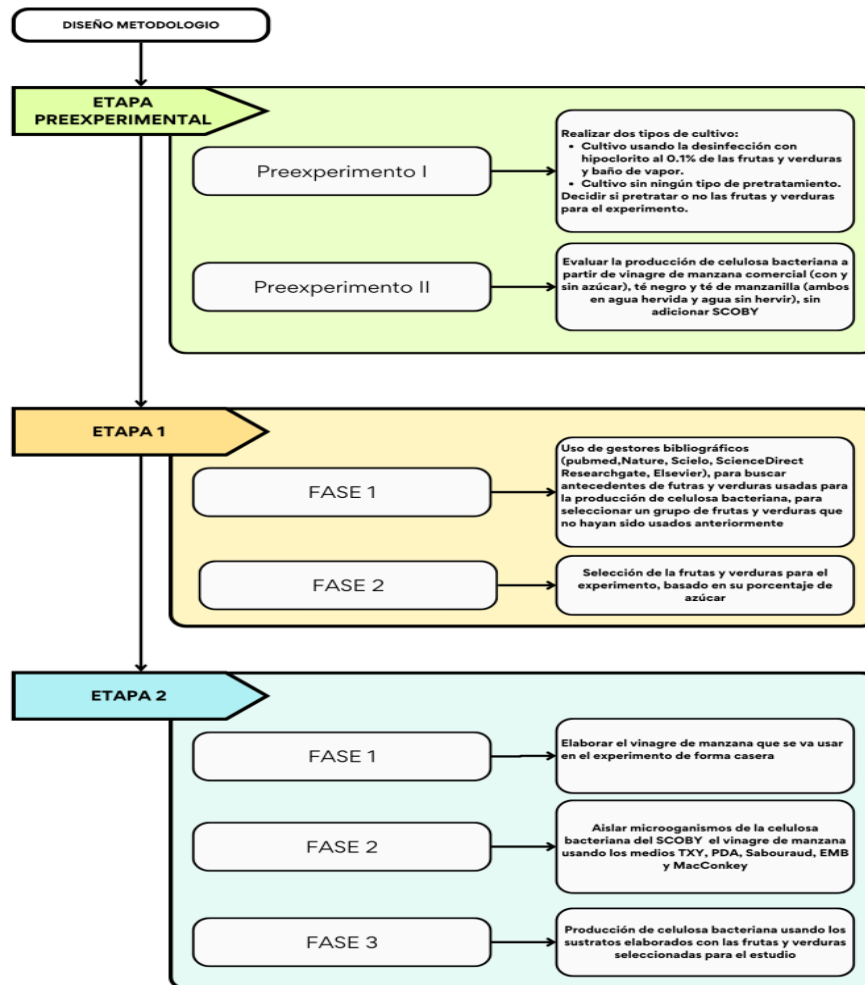 DISEÑO METODOLOGIO
ETAPA
PREEXPERIMENTAL
Preexperimento I
Realizar dos tipos de cultivo:
• Cultivo usando la desinfección con
hipoclorito al 0.1% de las frutas y verduras
y baño de vapor.
• Cultivo sin ningún tipo de pretratamiento.
Decidir si pretratar o no las frutas y verduras
para el experimento.
Preexperimento II
Evaluar la producción de celulosa bacteriana a
partir de vinagre de manzana comercial (con y
sin azúcar), té negro y té de manzanilla (ambos
en agua hervida y agua sin hervir), sin
adicionar SCOBY
ETAPA 1
FASE 1
Uso de gestores bibliográficos
(pubmed,Nature, Scielo, ScienceDirect
Researchgate, Elsevier), para buscar
antecedentes de futras y verduras usadas para
la producción de celulosa bacteriana, para
seleccionar un grupo de frutas y verduras que
no hayan sido usados anteriormente
FASE 2
Selección de la frutas y verduras para el
experimento, basado en su porcentaje de
azúcar
ETAPA 2
FASE 1
Elaborar el vinagre de manzana que se va usar
en el experimento de forma casera
FASE 2
Aislar microoganismos de la celulosa
bacteriana del SCOBY el vinagre de manzana
usando los medios TXY, PDA, Sabouraud, EMB
y MacConkey
FASE 3
Producción de celulosa bacteriana usando los
sustratos elaborados con las frutas y verduras
seleccionadas para el estudio